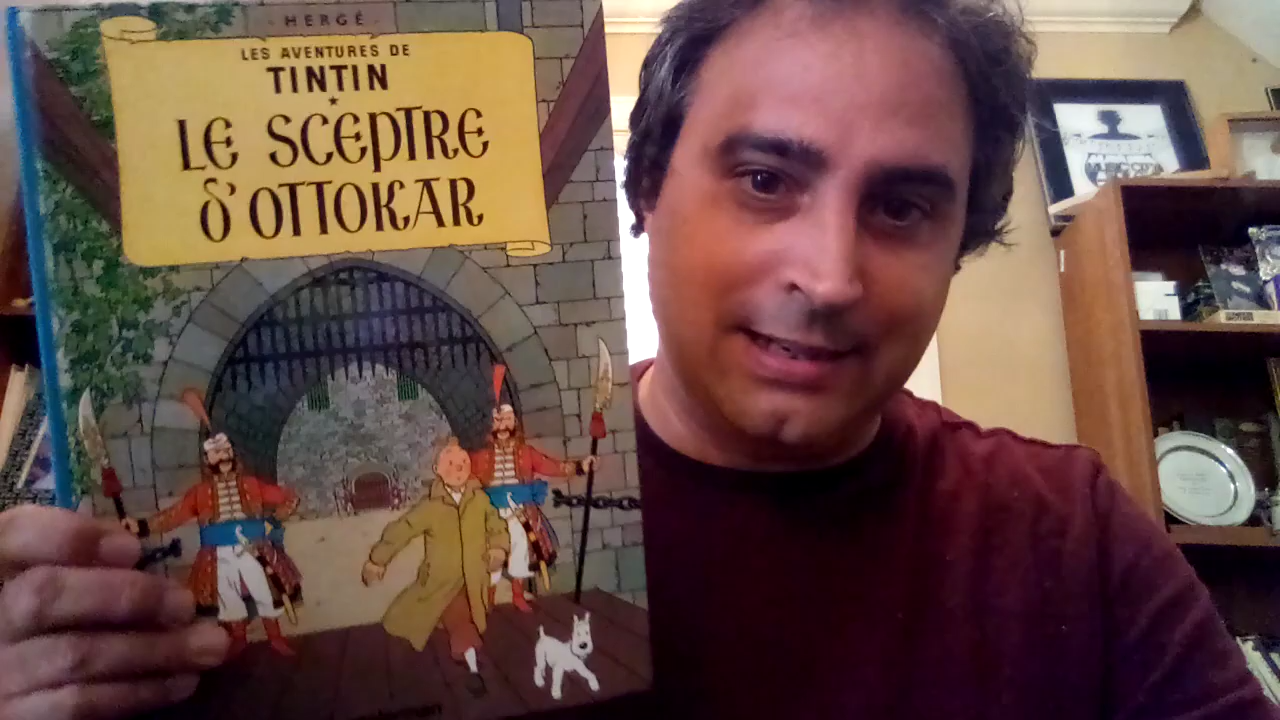 HERGÉ
LES AVENTURES DE
TINTIN
LE SCEPTRE
D'OTTOKAR